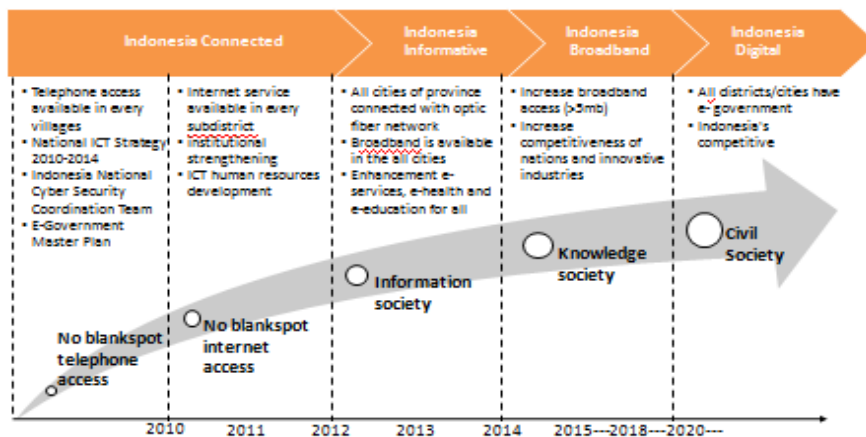 Indonesia Connected
Indonesia
Informative
Indonesia
Broadband
Indonesia
Digital
• Telephone access
available in every
villages
• National ICT Strategy
2010-2014
• Indonesia National
Cyber Security
Coordination Team
• E-Government
Master Plan
• Internet service
available in every
subdistrict
• Institutional
strengthening
• ICT human resources
development
• All cities of province
connected with optic
fiber network
• Broadband is available
in the all cities
• Enhancement e-
services, e-health and
e-education for all
• Increase broadband
access (>5mb)
• Increase
competitiveness of
nations and innovative
industries
• All districts/cities have
e- government
• Indonesia's
competitive
No blankspot
telephone
access
No blankspot
internet
access
Information
society
Knowledge
society
Civil
Society
2010 2011 2012 2013 2014 2015---2018---2020---